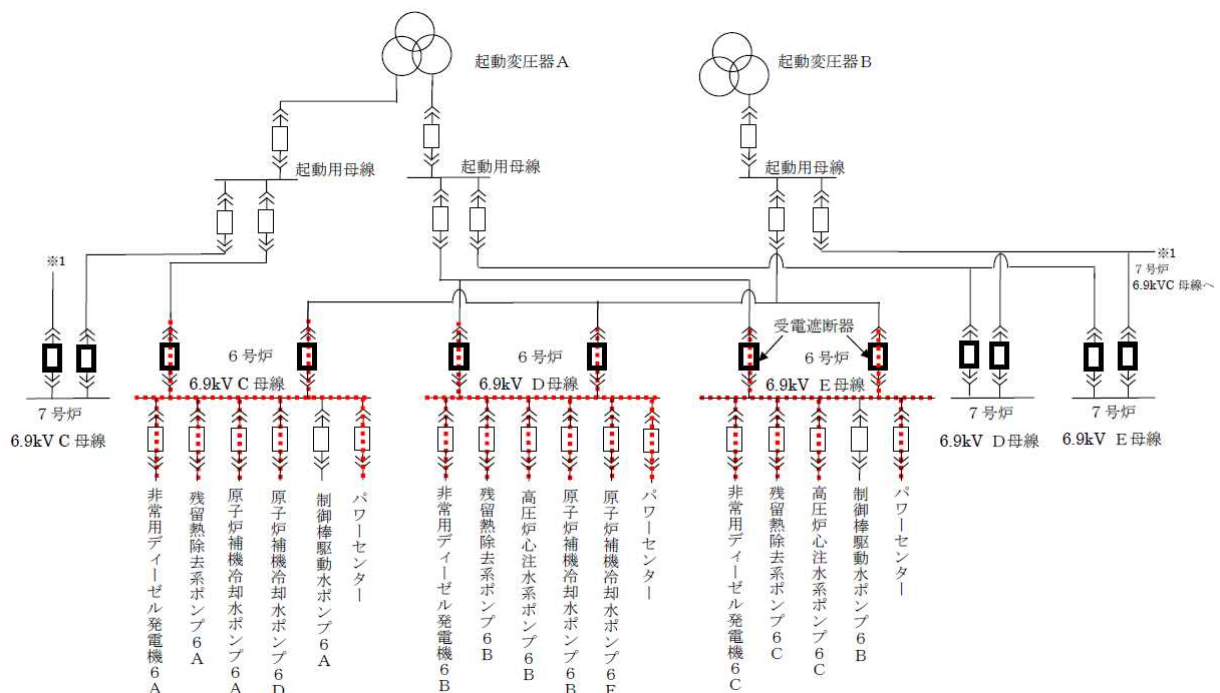 起動変圧器A
起動変圧器B
起動用母線
起動用母線
起動用母線
※1
※1
7号炉
6.9kVC 母線へ
受電遮断器
6号炉
6.9kV C 母線
6号炉
6.9kV D母線
6号炉
6.9kV E母線
7号炉
6.9kV C 母線
7号炉
6.9kV D母線
7号炉
6.9kV E母線
非常用ディーゼル発電機6A
残留熱除去系ポンプ6A
原子炉補機冷却水ポンプ6A
原子炉補機冷却水ポンプ6D
制御棒駆動水ポンプ6A
パワーセンター
非常用ディーゼル発電機6B
残留熱除去系ポンプ6B
高圧炉心注水系ポンプ6B
原子炉補機冷却水ポンプ6B
原子炉補機冷却水ポンプ6E
パワーセンター
非常用ディーゼル発電機6C
残留熱除去系ポンプ6C
高圧炉心注水系ポンプ6C
制御棒駆動水ポンプ6B
パワーセンター